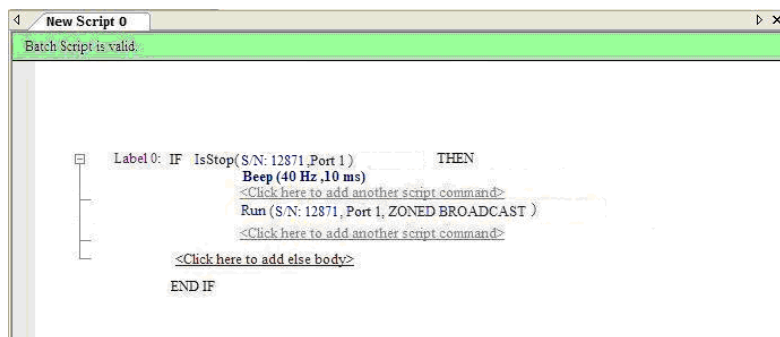 New Script 0
Batch Script is valid.
Label 0: IF IsStop(S/N: 12871 ,Port 1 ) THEN
Beep (40 Hz ,10 ms)
<Click here to add another script command>
Run (S/N: 12871, Port 1, ZONED BROADCAST )
<Click here to add another script command>
<Click here to add else body>
END IF